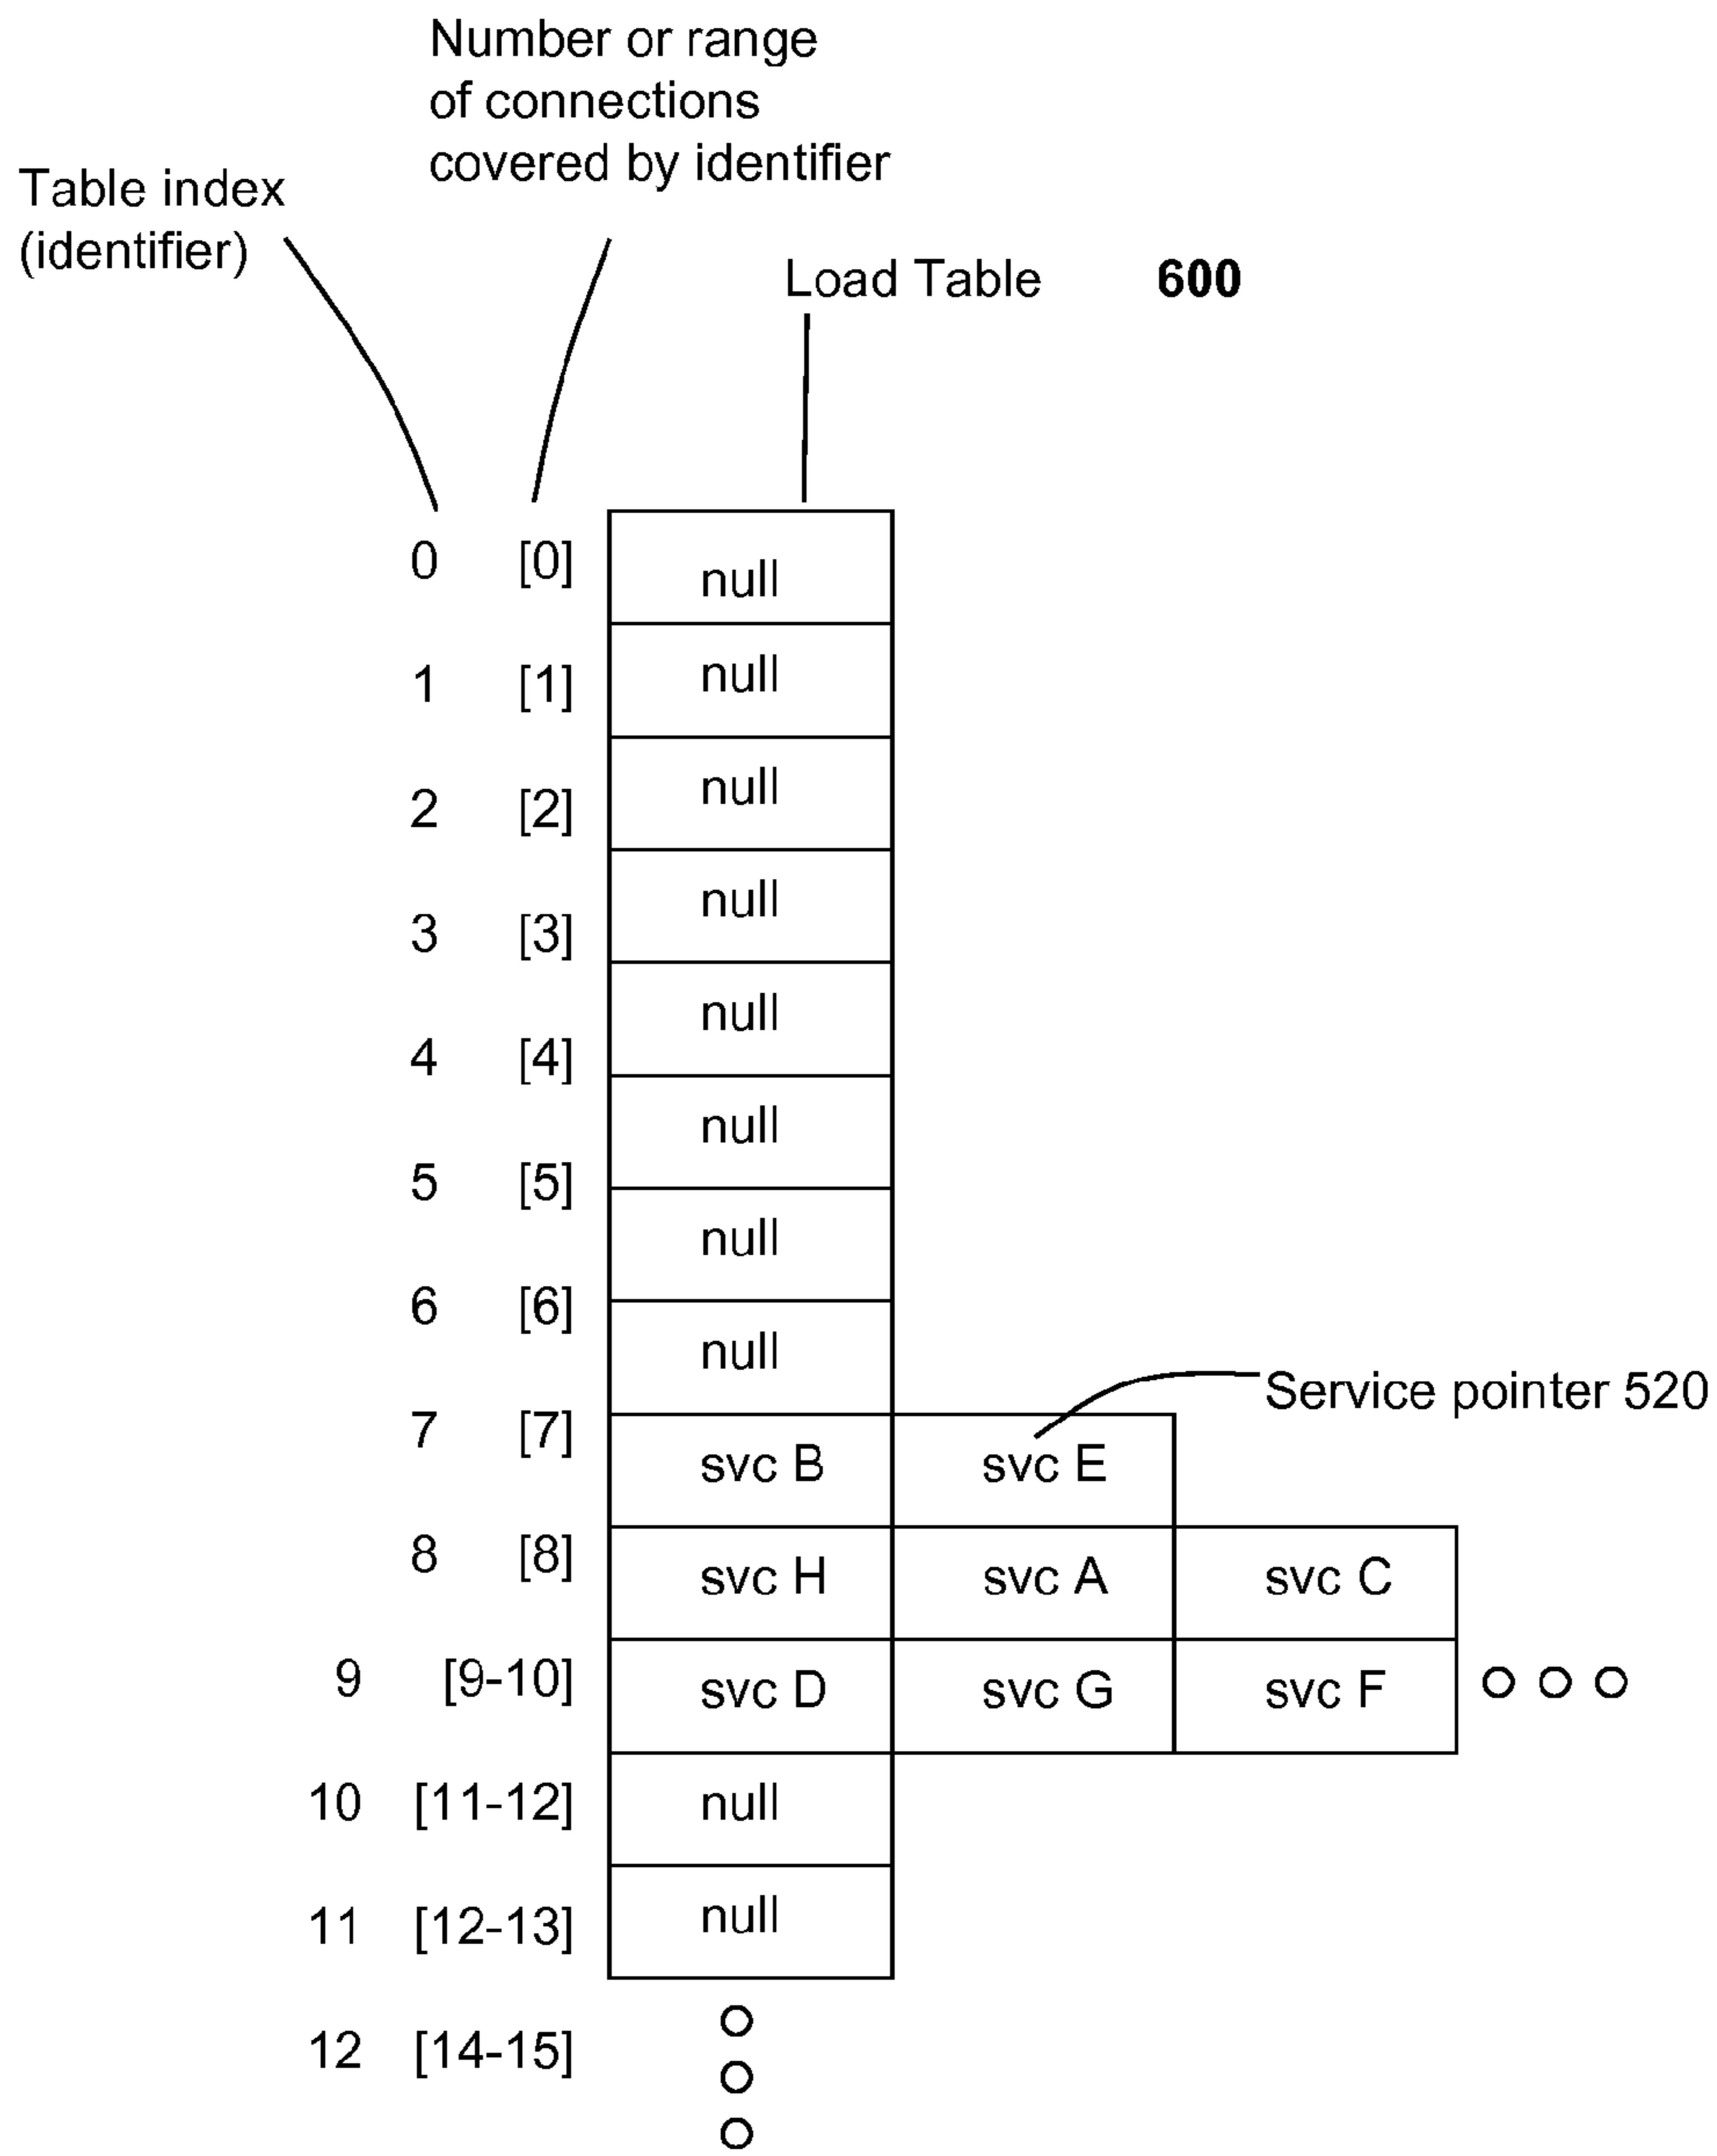 Number or range
of connections
covered by identifier
Table index
(identifier)
Load Table 600
0 [0] null
1 [1] null
2 [2] null
3 [3] null
4 [4] null
5 [5] null
6 [6] null
null
Service pointer 520
7 [7] svc B svc E
8 [8] svc H svc A svc C
9 [9-10] svc D svc G svc F
10 [11-12] null
11 [12-13] null
12 [14-15]